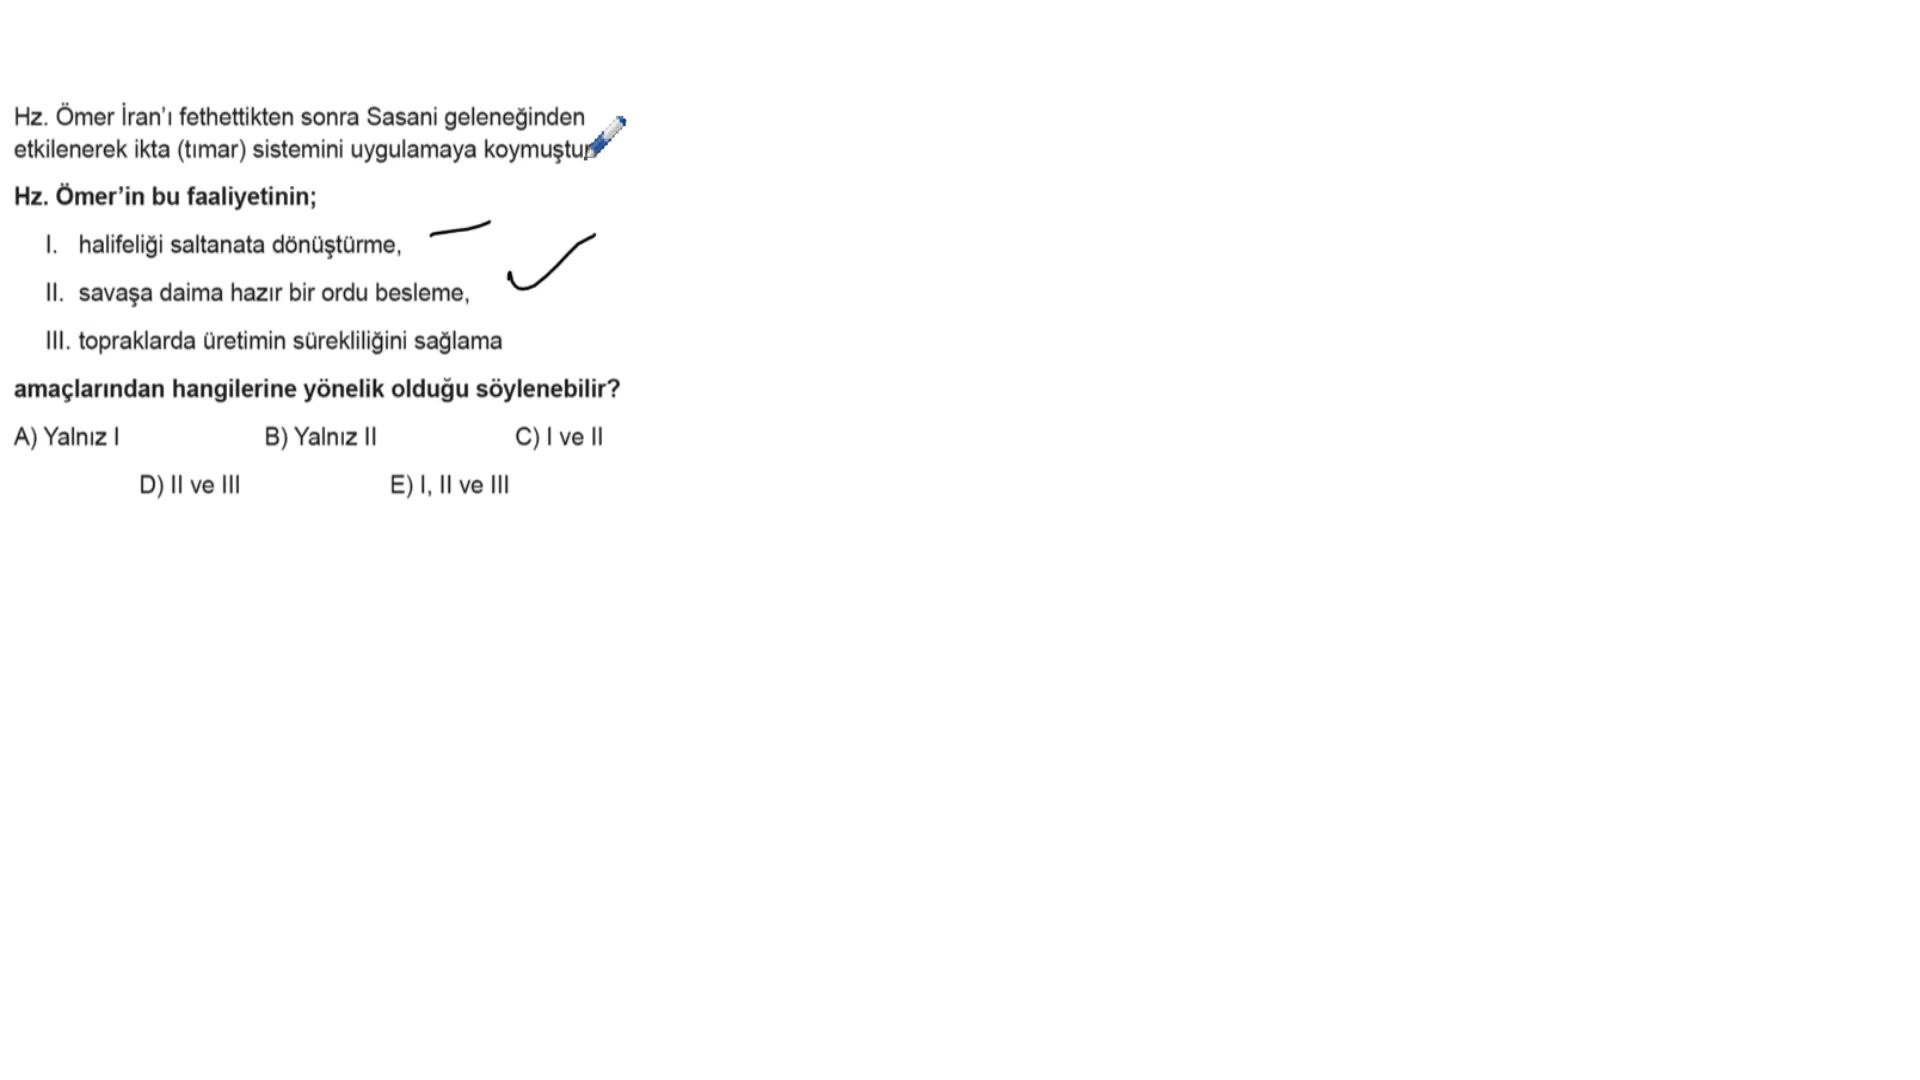 Hz. Ömer İran'ı fethettikten sonra Sasani geleneğinden
etkilenerek ikta (tımar) sistemini uygulamaya koymuştur
Hz. Ömer'in bu faaliyetinin;
I. halifeliği saltanata dönüştürme,
II. savaşa daima hazır bir ordu besleme,
III. topraklarda üretimin sürekliliğini sağlama
amaçlarından hangilerine yönelik olduğu söylenebilir?
A) Yalnız I B) Yalnız II C) I ve II
D) II ve III E) I, II ve III